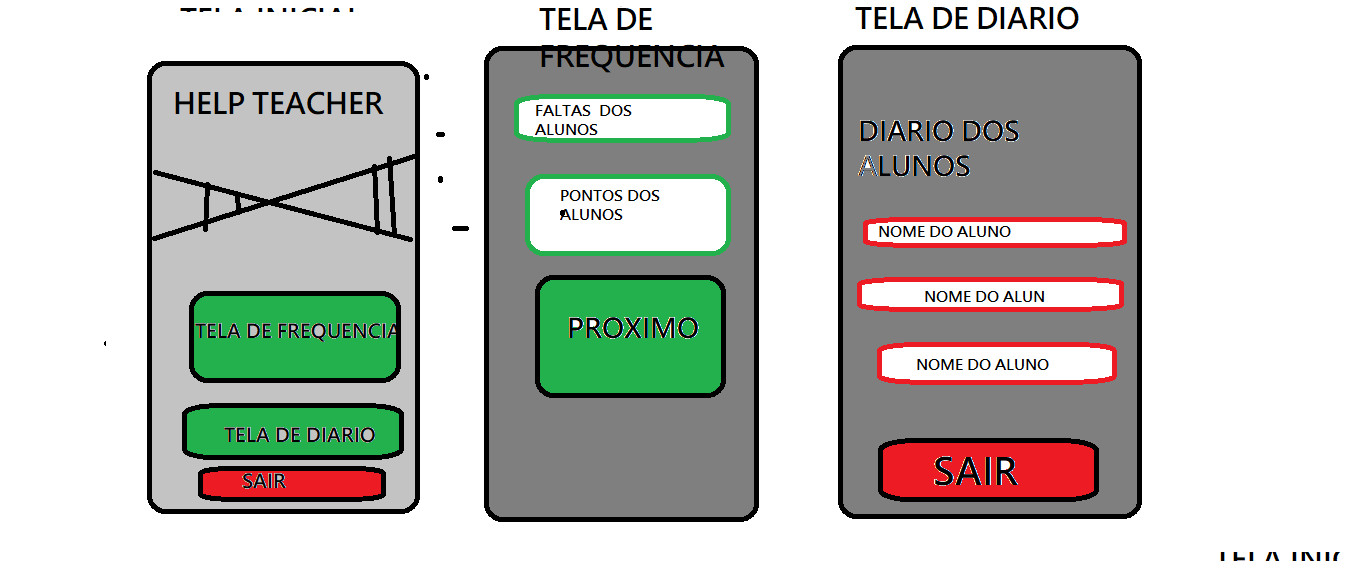 TELA INICIAL
HELP TEACHER
TELA DE FREQUENCIA
TELA DE DIARIO
SAIR
TELA DE
FREQUENCIA
FALTAS DOS
ALUNOS
PONTOS DOS
ALUNOS
PROXIMO
TELA DE DIARIO
DIARIO DOS
ALUNOS
NOME DO ALUNO
NOME DO ALUN
NOME DO ALUNO
SAIR